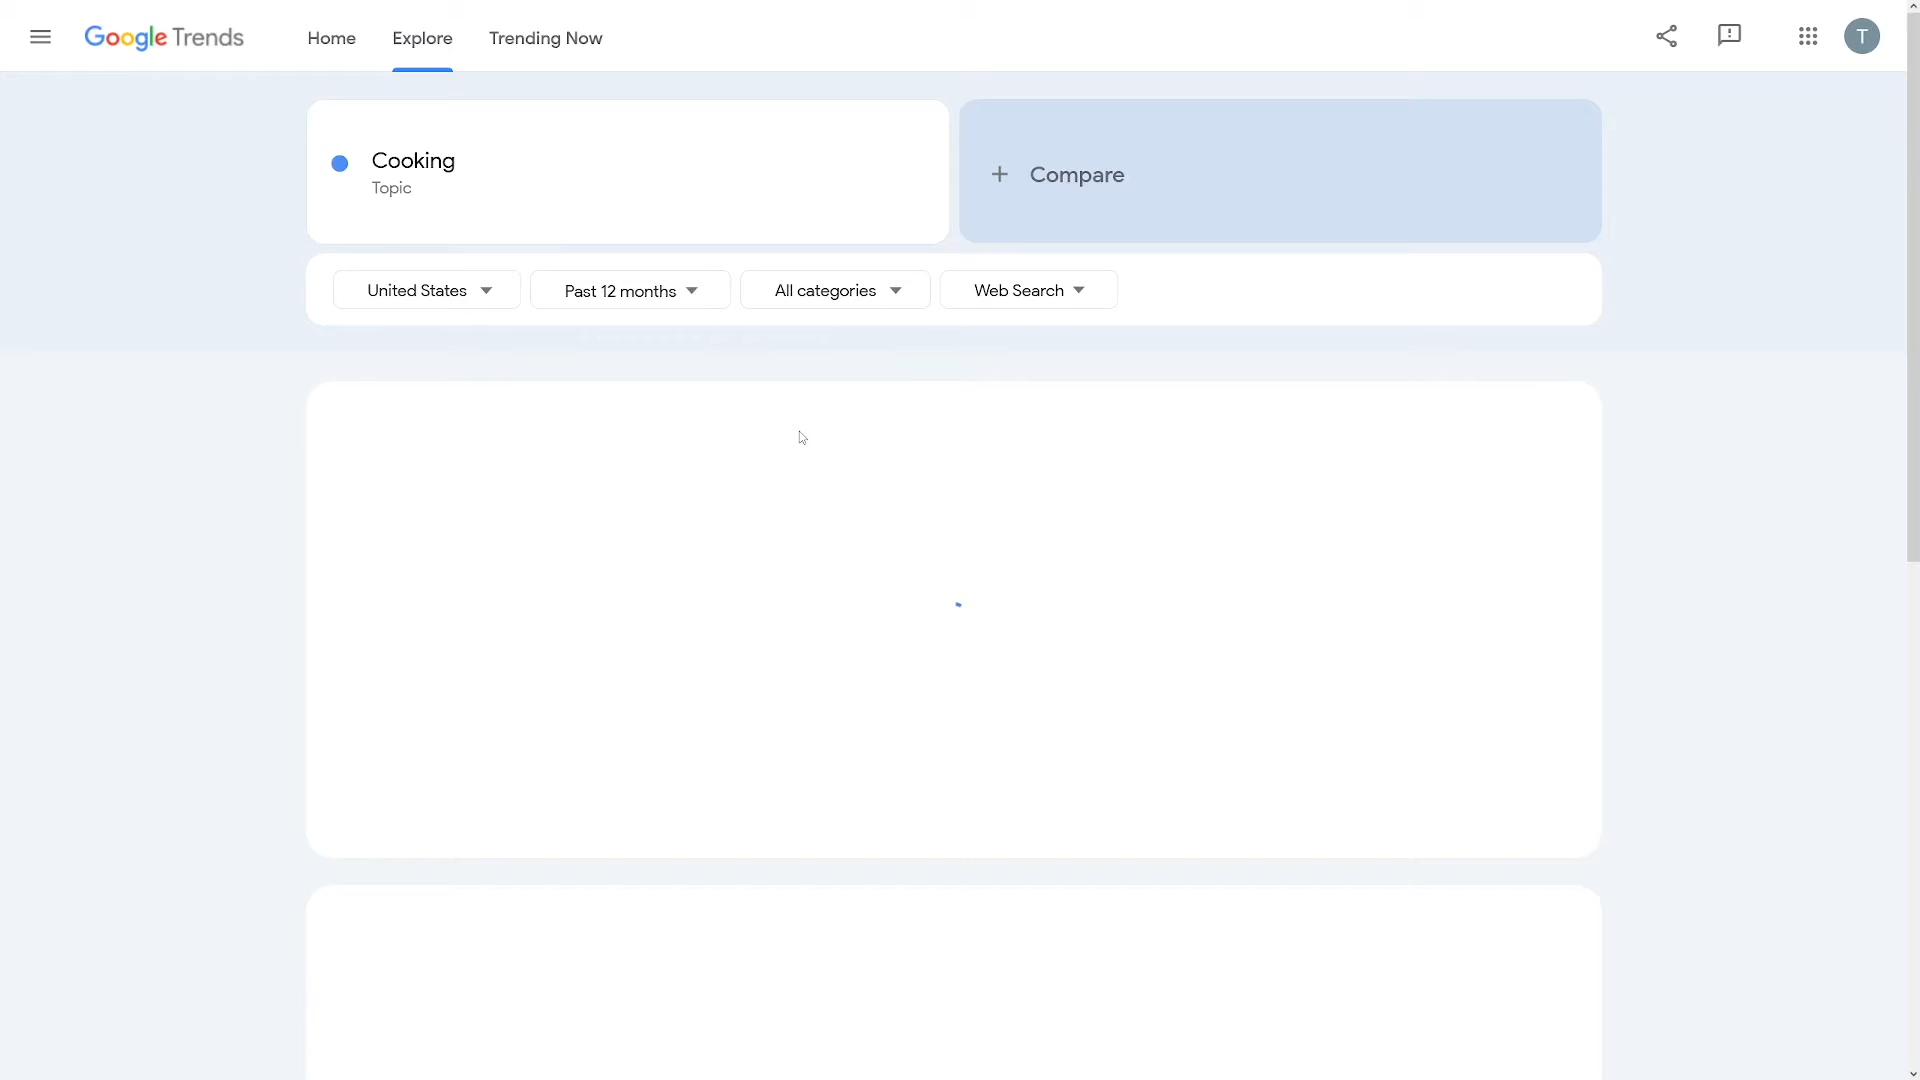 Google Trends
Home
Explore
Trending Now
T
Cooking
Topic
+ Compare
United States
Past 12 months
All categories
Web Search